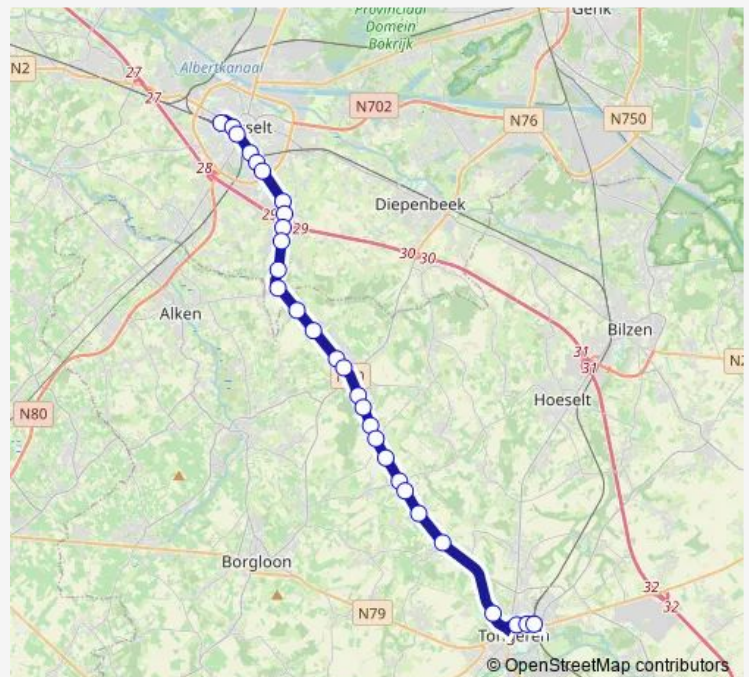 Provinciaal
Domein
Bokrijk
Genk
N2
27
27
Albertkanaal
N702
N76
N750
28
Diepenbeek
29
29
30 30
Alken
Bilzen
31
31
Hoeselt
N80
Borgloon
32
32
N79
Tongeren
© OpenStreetMap contributors